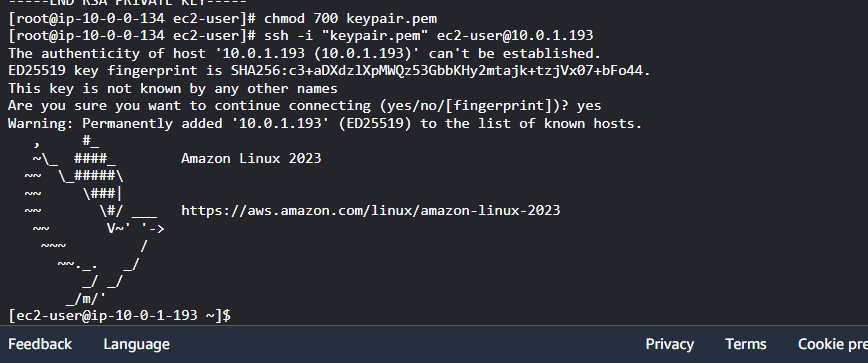 -----END RSA PRIVATE KEY-----
[root@ip-10-0-0-134 ec2-user]# chmod 700 keypair.pem
[root@ip-10-0-0-134 ec2-user]# ssh -i "keypair.pem" ec2-user@10.0.1.193
The authenticity of host '10.0.1.193 (10.0.1.193)' can't be established.
ED25519 key fingerprint is SHA256:c3+aDXdzlXpMWQz53GbbKHy2mtajk+tzjVx07+bFo44.
This key is not known by any other names
Are you sure you want to continue connecting (yes/no/[fingerprint])? yes
Warning: Permanently added '10.0.1.193' (ED25519) to the list of known hosts.
   ,     #_
   ~\_  ####_        Amazon Linux 2023
  ~~  \_#####\
  ~~     \###|
  ~~       \#/ ___   https://aws.amazon.com/linux/amazon-linux-2023
   ~~       V~' '->
    ~~~         /
      ~~._.   _/
         _/ _/
       _/m/'
[ec2-user@ip-10-0-1-193 ~]$
Feedback Language Privacy Terms Cookie pre